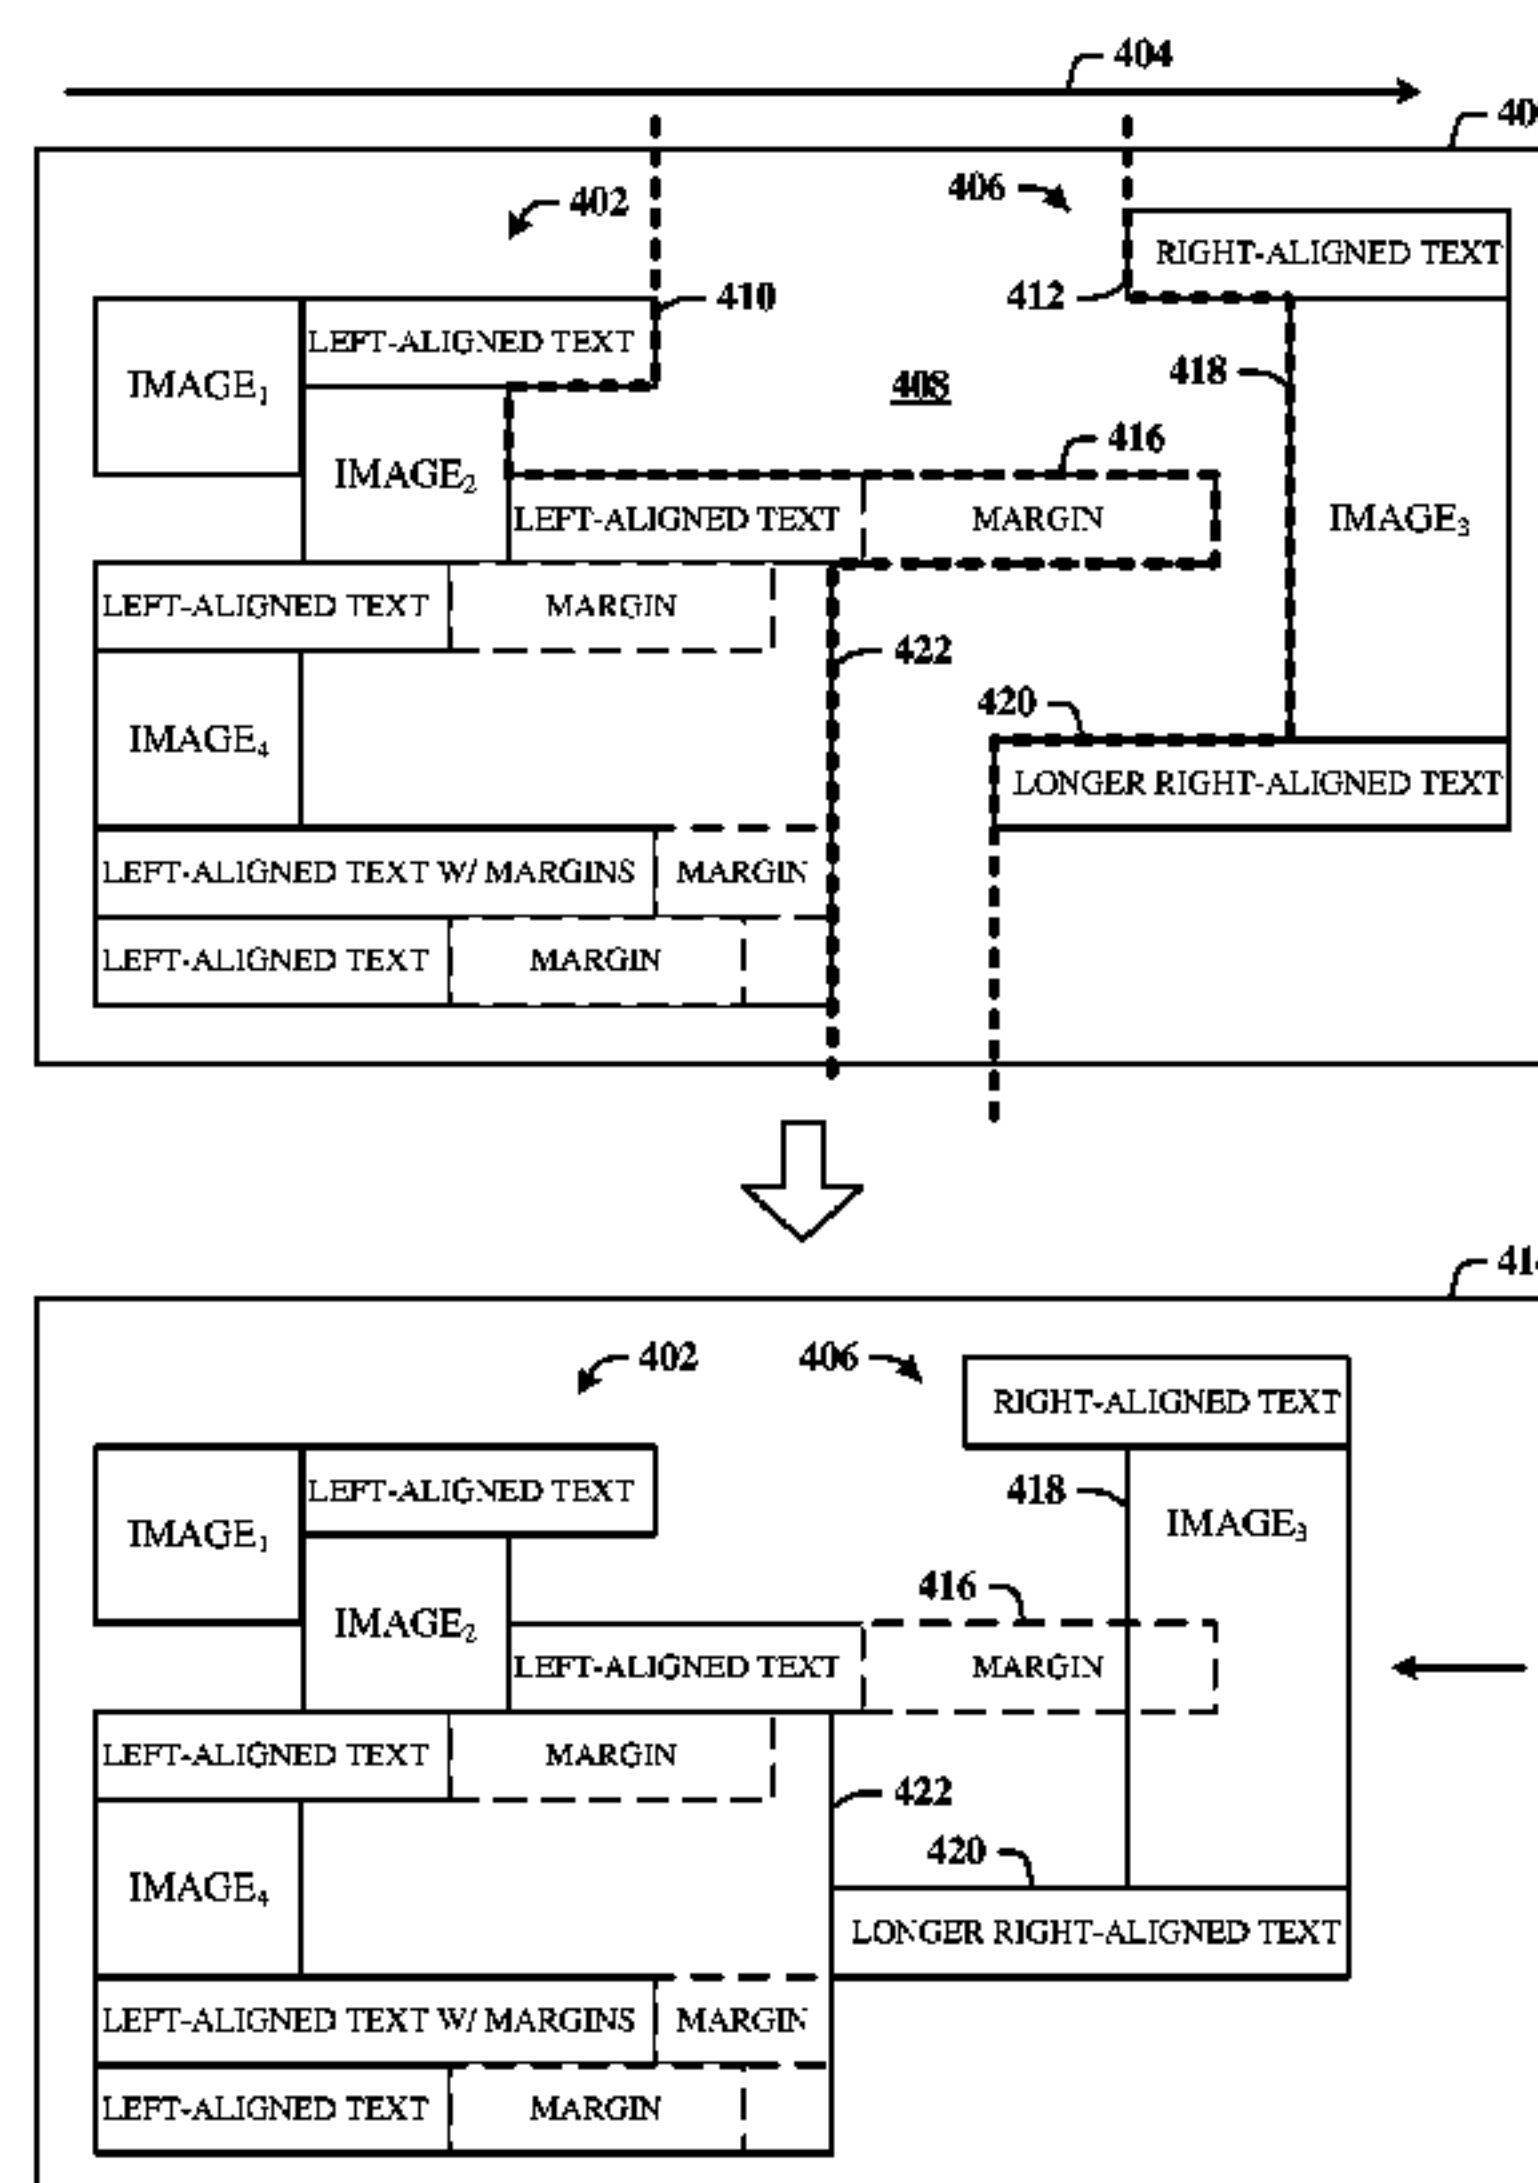 404
402
406
RIGHT-ALIGNED TEXT
410
412
LEFT-ALIGNED TEXT
IMAGE₁
408
418
416
IMAGE₂
LEFT-ALIGNED TEXT
MARGIN
IMAGE₃
LEFT-ALIGNED TEXT
MARGIN
422
420
IMAGE₄
LONGER RIGHT-ALIGNED TEXT
LEFT-ALIGNED TEXT W/ MARGINS
MARGIN
LEFT-ALIGNED TEXT
MARGIN
402
406
RIGHT-ALIGNED TEXT
LEFT-ALIGNED TEXT
418
IMAGE₁
IMAGE₃
416
IMAGE₂
LEFT-ALIGNED TEXT
MARGIN
LEFT-ALIGNED TEXT
MARGIN
422
420
IMAGE₄
LONGER RIGHT-ALIGNED TEXT
LEFT-ALIGNED TEXT W/ MARGINS
MARGIN
LEFT-ALIGNED TEXT
MARGIN